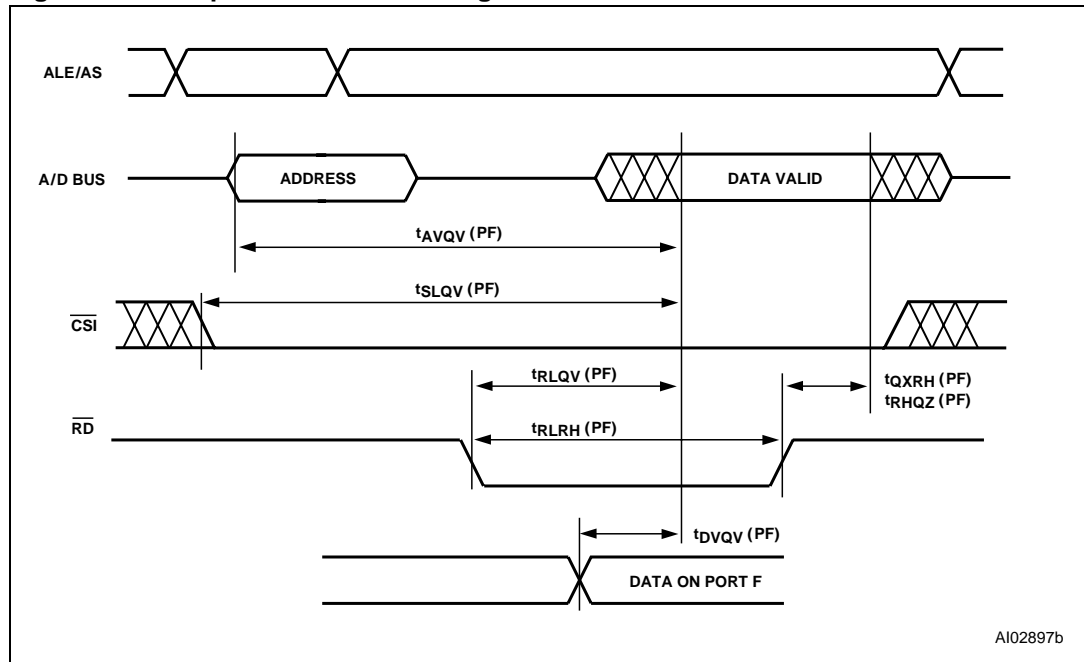 ALE/AS
A/D BUS
ADDRESS
DATA VALID
tAVQV (PF)
tSLQV (PF)
CSI
tRLQV (PF)
tQXRH (PF)
tRHQZ (PF)
RD
tRLRH (PF)
tDVQV (PF)
DATA ON PORT F
AI02897b